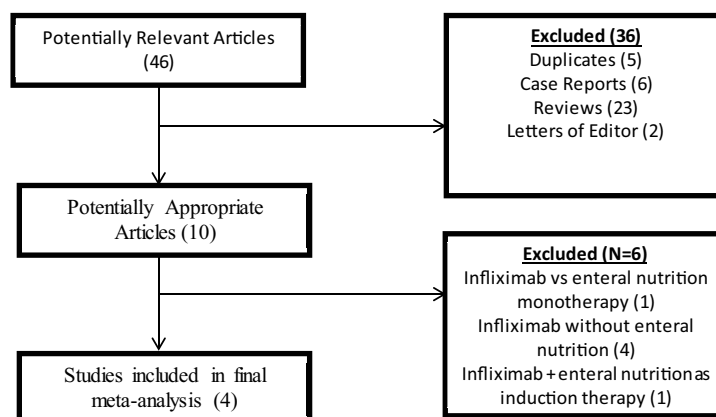 Potentially Relevant Articles
(46)
Excluded (36)
Duplicates (5)
Case Reports (6)
Reviews (23)
Letters of Editor (2)
Potentially Appropriate
Articles (10)
Excluded (N=6)
Infliximab vs enteral nutrition
monotherapy (1)
Infliximab without enteral
nutrition (4)
Infliximab + enteral nutrition as
induction therapy (1)
Studies included in final
meta-analysis (4)